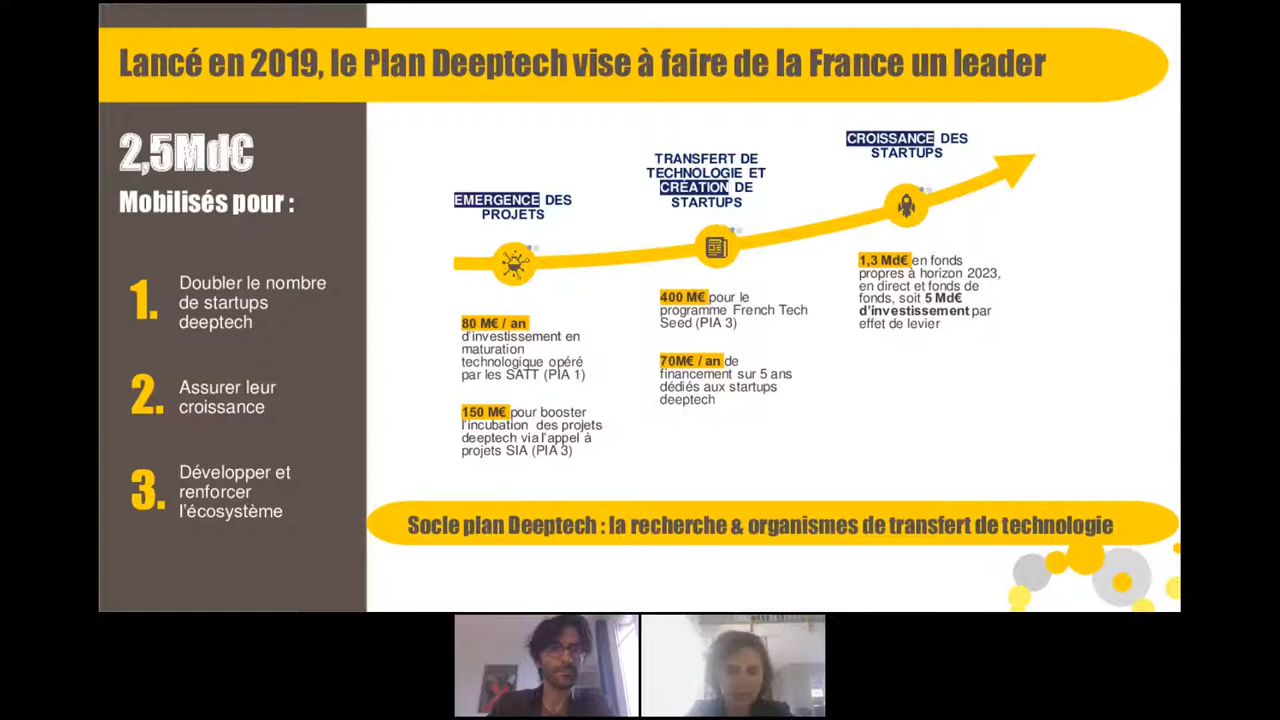 Lancé en 2019, le Plan Deeptech vise à faire de la France un leader
2,5Md€
Mobilisés pour :
1.
Doubler le nombre
de startups
deeptech
2.
Assurer leur
croissance
3.
Développer et
renforcer
l'écosystème
EMERGENCE DES
PROJETS
80 M€ / an
d'investissement en
maturation
technologique opéré
par les SATT (PIA 1)
150 M€ pour booster
l'incubation des projets
deeptech via l'appel à
projets SIA (PIA 3)
TRANSFERT DE
TECHNOLOGIE ET
CRÉATION DE
STARTUPS
400 M€ pour le
programme French Tech
Seed (PIA 3)
70M€ / an de
financement sur 5 ans
dédiés aux startups
deeptech
CROISSANCE DES
STARTUPS
1,3 Md€ en fonds
propres à horizon 2023,
en direct et fonds de
fonds, soit 5 Md€
d'investissement par
effet de levier
Socle plan Deeptech : la recherche & organismes de transfert de technologie